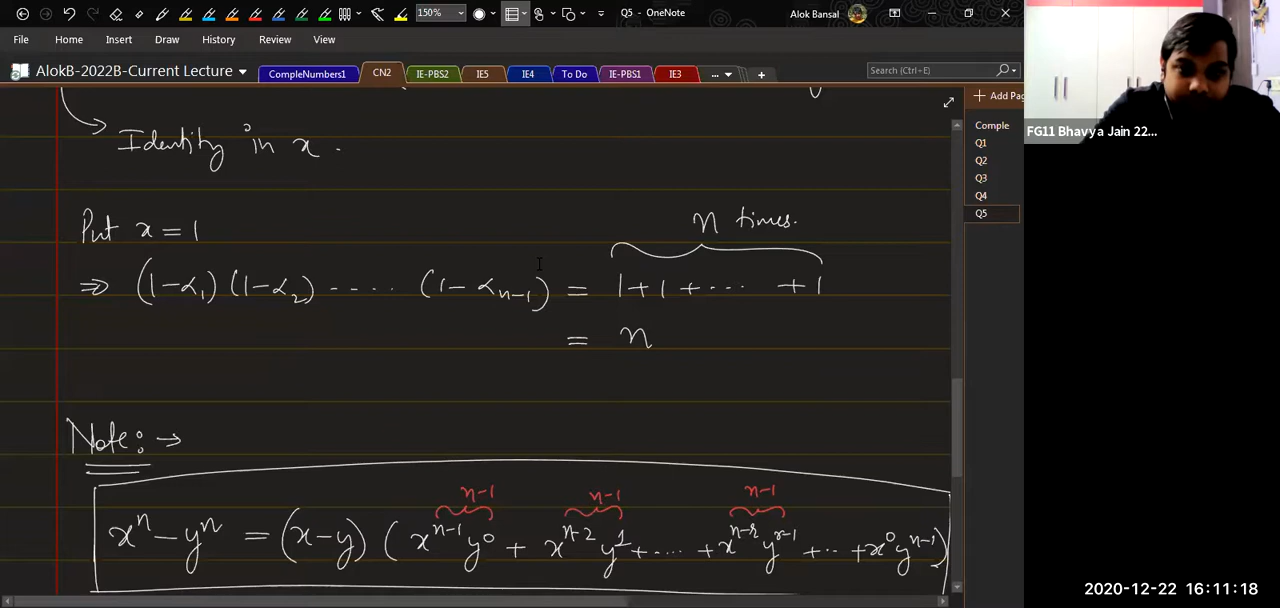 150% Q5 - OneNote Alok Bansal
File Home Insert Draw History Review View
AlokB-2022B-Current Lecture CompleNumbers1 CN2 IE-PBS2 IE5 IE4 To Do IE-PBS1 IE3 ... + Search (Ctrl+E)
+ Add Pag
Comple
Q1
Q2
Q3
Q4
Q5
FG11 Bhavya Jain 22...
Identity in x.
Put x = 1
n times.
⇒ (1-α₁)(1-α₂) ---- (1-αₙ₋₁) = 1+1+ ... +1
= n
Note: →
n-1 n-1 n-1
xⁿ - yⁿ = (x-y) (xⁿ⁻¹y⁰ + xⁿ⁻²y¹ + .... + xⁿ⁻ʳyʳ⁻¹ + .. + x⁰yⁿ⁻¹)
2020-12-22 16:11:18